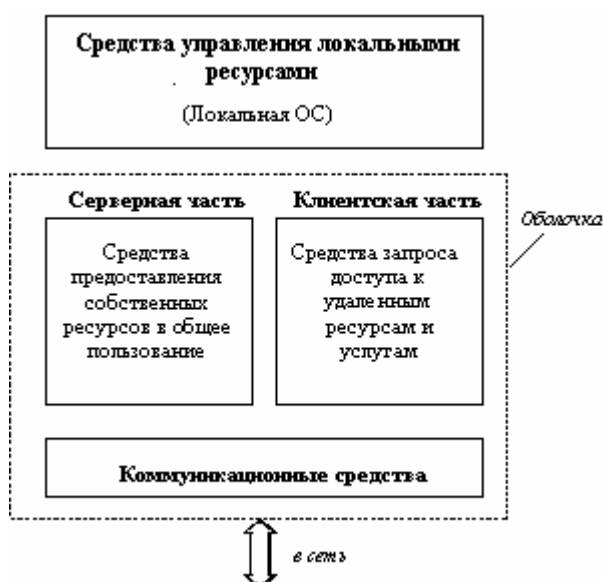 Средства управления локальными
ресурсами
(Локальная ОС)
Серверная часть
Клиентская часть
Оболочка
Средства
предоставления
собственных
ресурсов в общее
пользование
Средства запроса
доступа к
удаленным
ресурсам и
услугам
Коммуникационные средства
в сеть